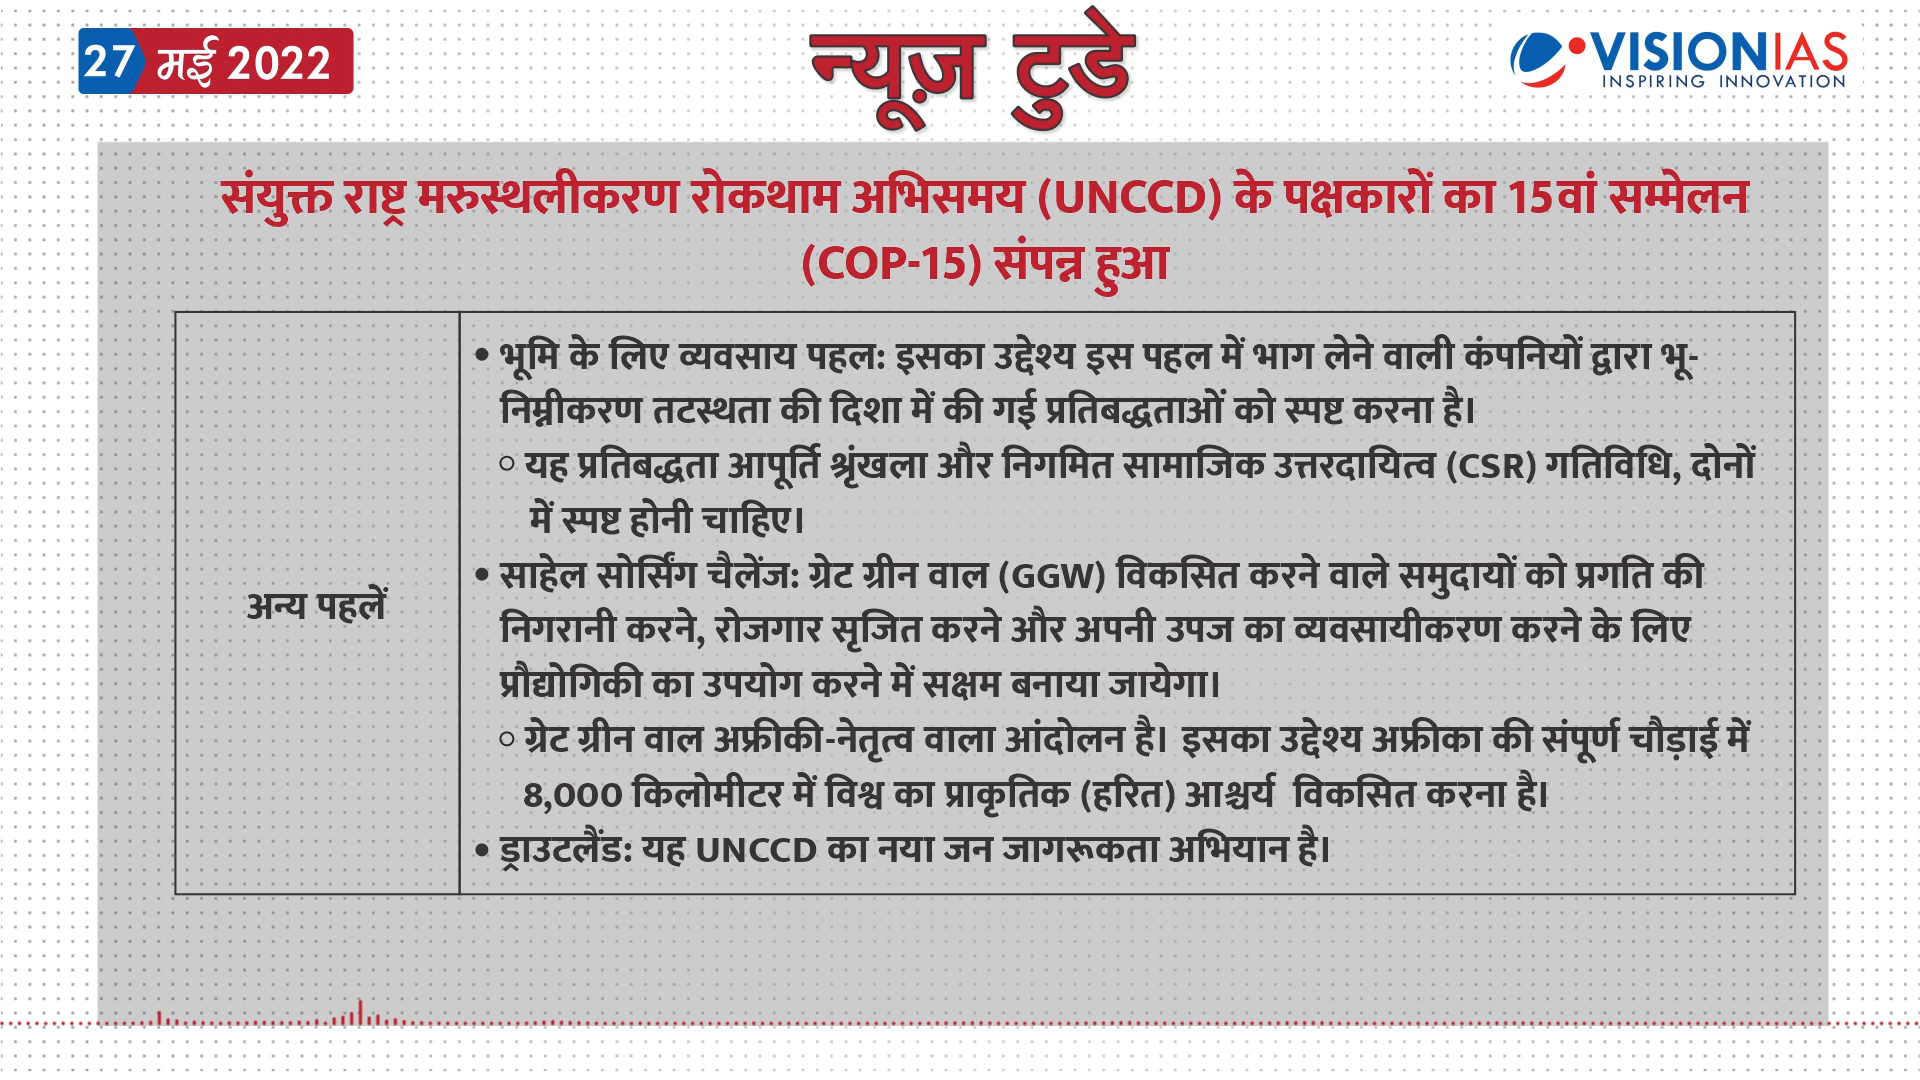 27 मई 2022
न्यूज़ टुडे
VISIONIAS
INSPIRING INNOVATION
संयुक्त राष्ट्र मरुस्थलीकरण रोकथाम अभिसमय (UNCCD) के पक्षकारों का 15वां सम्मेलन
(COP-15) संपन्न हुआ
अन्य पहलें
• भूमि के लिए व्यवसाय पहल: इसका उद्देश्य इस पहल में भाग लेने वाली कंपनियों द्वारा भू-
निम्नीकरण तटस्थता की दिशा में की गई प्रतिबद्धताओं को स्पष्ट करना है।
○ यह प्रतिबद्धता आपूर्ति श्रृंखला और निगमित सामाजिक उत्तरदायित्व (CSR) गतिविधि, दोनों
में स्पष्ट होनी चाहिए।
• साहेल सोर्सिंग चैलेंज: ग्रेट ग्रीन वाल (GGW) विकसित करने वाले समुदायों को प्रगति की
निगरानी करने, रोजगार सृजित करने और अपनी उपज का व्यवसायीकरण करने के लिए
प्रौद्योगिकी का उपयोग करने में सक्षम बनाया जायेगा।
○ ग्रेट ग्रीन वाल अफ्रीकी-नेतृत्व वाला आंदोलन है। इसका उद्देश्य अफ्रीका की संपूर्ण चौड़ाई में
8,000 किलोमीटर में विश्व का प्राकृतिक (हरित) आश्चर्य विकसित करना है।
• ड्राउटलैंड: यह UNCCD का नया जन जागरूकता अभियान है।